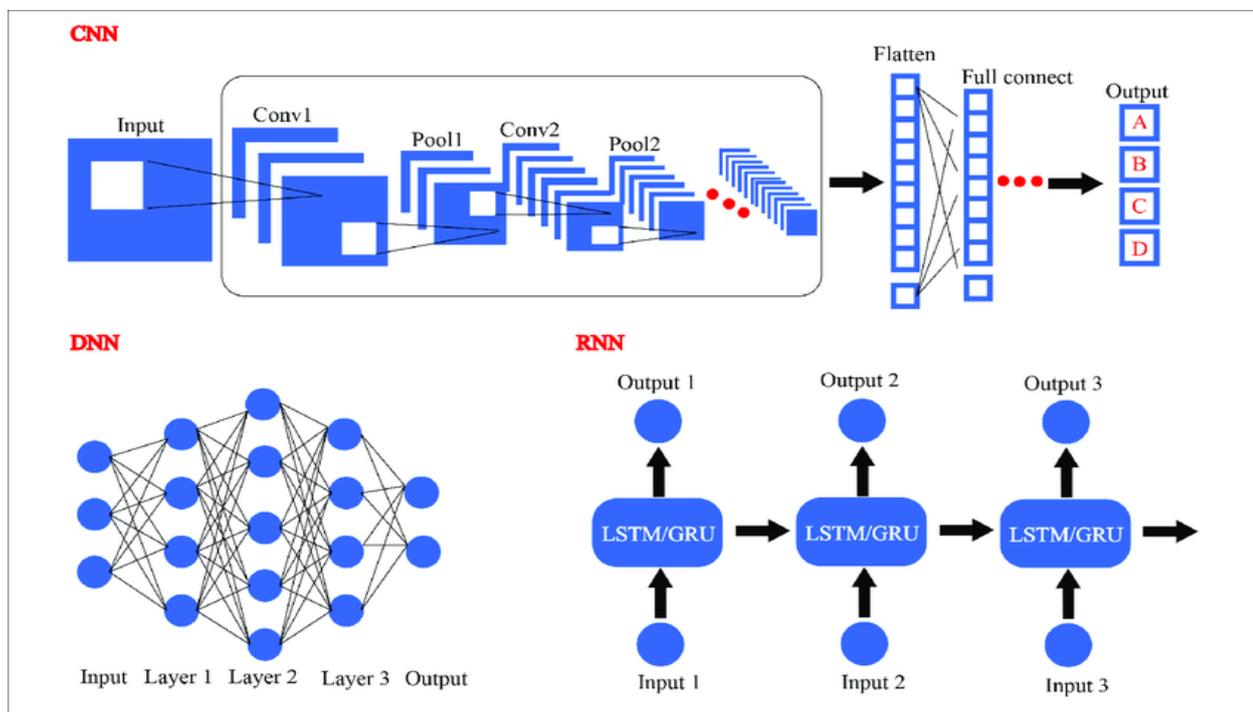 CNN
Input
Conv1
Pool1
Conv2
Pool2
Flatten
Full connect
Output
A
B
C
D
DNN
Input Layer 1 Layer 2 Layer 3 Output
RNN
Output 1 Output 2 Output 3
LSTM/GRU LSTM/GRU LSTM/GRU
Input 1 Input 2 Input 3